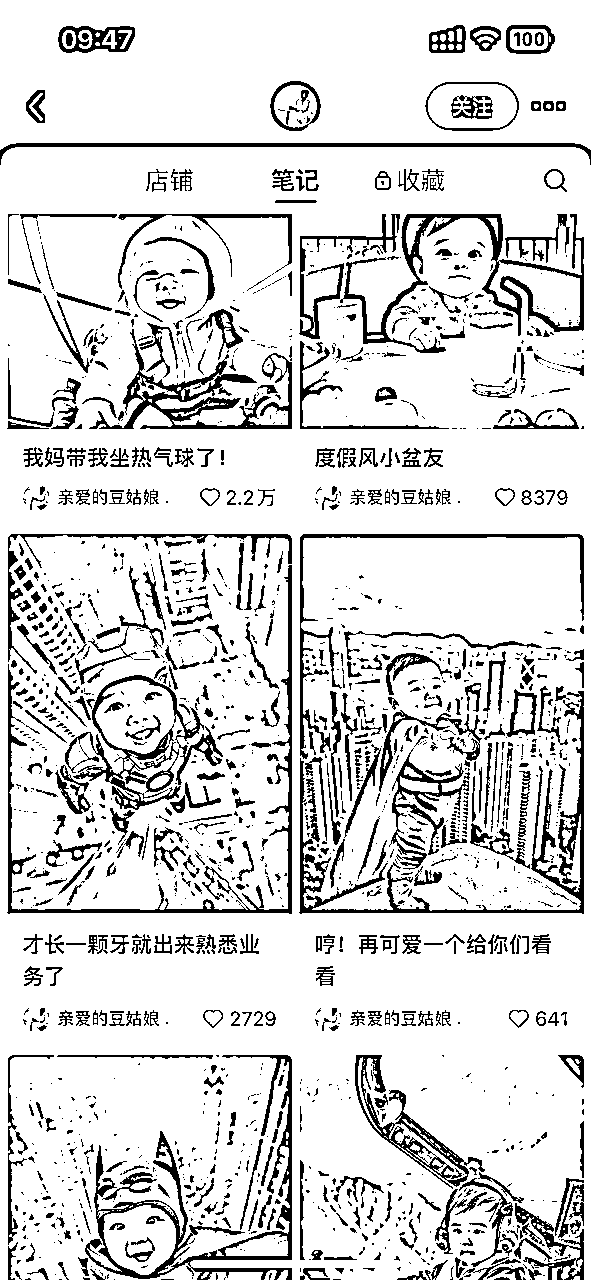 09:47
100
关注
店铺
笔记
收藏
我妈带我坐热气球了!
度假风小盆友
亲爱的豆姑娘.
2.2万
亲爱的豆姑娘.
8379
才长一颗牙就出来熟悉业
务了
哼!再可爱一个给你们看
看
亲爱的豆姑娘.
2729
亲爱的豆姑娘.
641